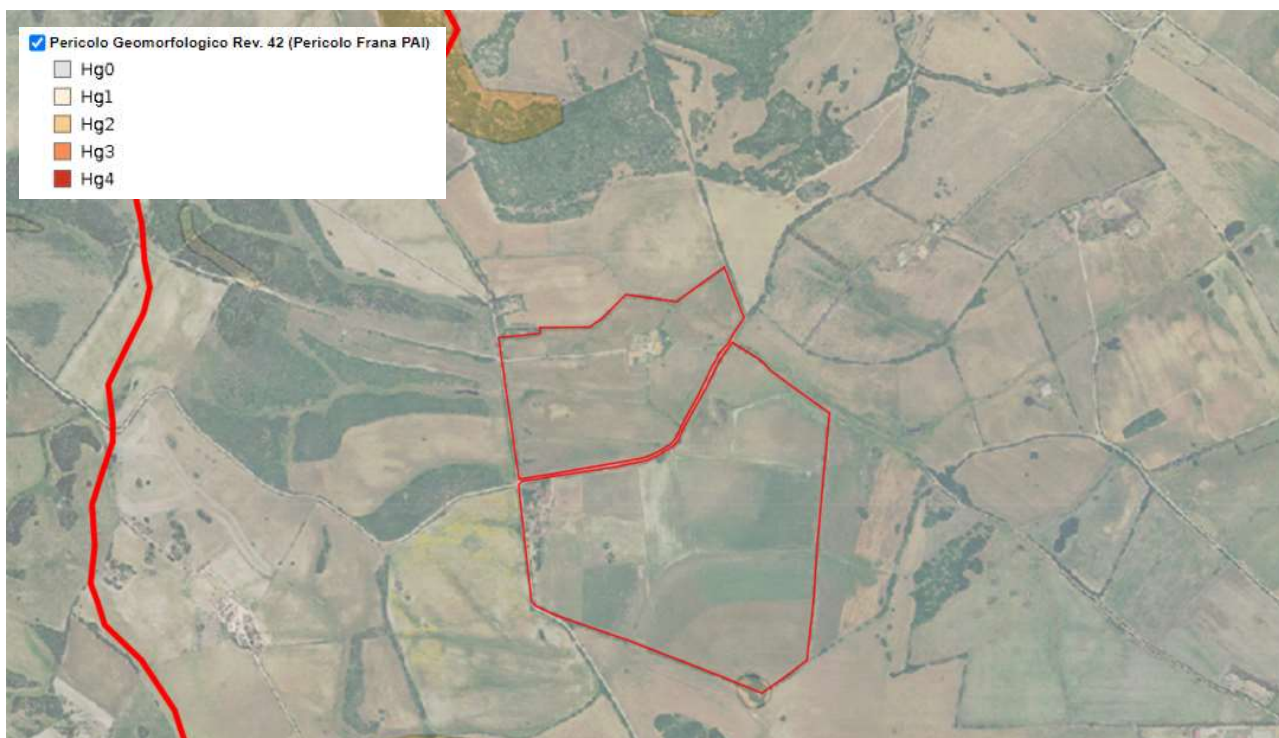 Pericolo Geomorfologico Rev. 42 (Pericolo Frana PAI)
Hg0
Hg1
Hg2
Hg3
Hg4